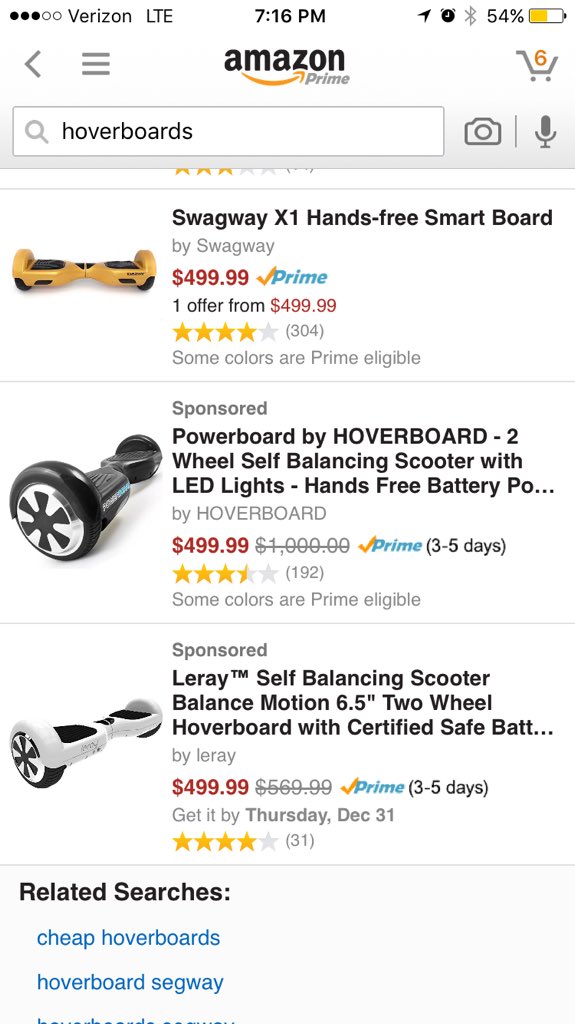 Verizon LTE 7:16 PM 54%
amazon
Prime
6
hoverboards
Swagway X1 Hands-free Smart Board
by Swagway
$499.99 Prime
1 offer from $499.99
(304)
Some colors are Prime eligible
Sponsored
Powerboard by HOVERBOARD - 2
Wheel Self Balancing Scooter with
LED Lights - Hands Free Battery Po...
by HOVERBOARD
$499.99 $1,000.00 Prime (3-5 days)
(192)
Some colors are Prime eligible
Sponsored
Leray™ Self Balancing Scooter
Balance Motion 6.5" Two Wheel
Hoverboard with Certified Safe Batt...
by leray
$499.99 $569.99 Prime (3-5 days)
Get it by Thursday, Dec 31
(31)
Related Searches:
cheap hoverboards
hoverboard segway
hoverboards segway